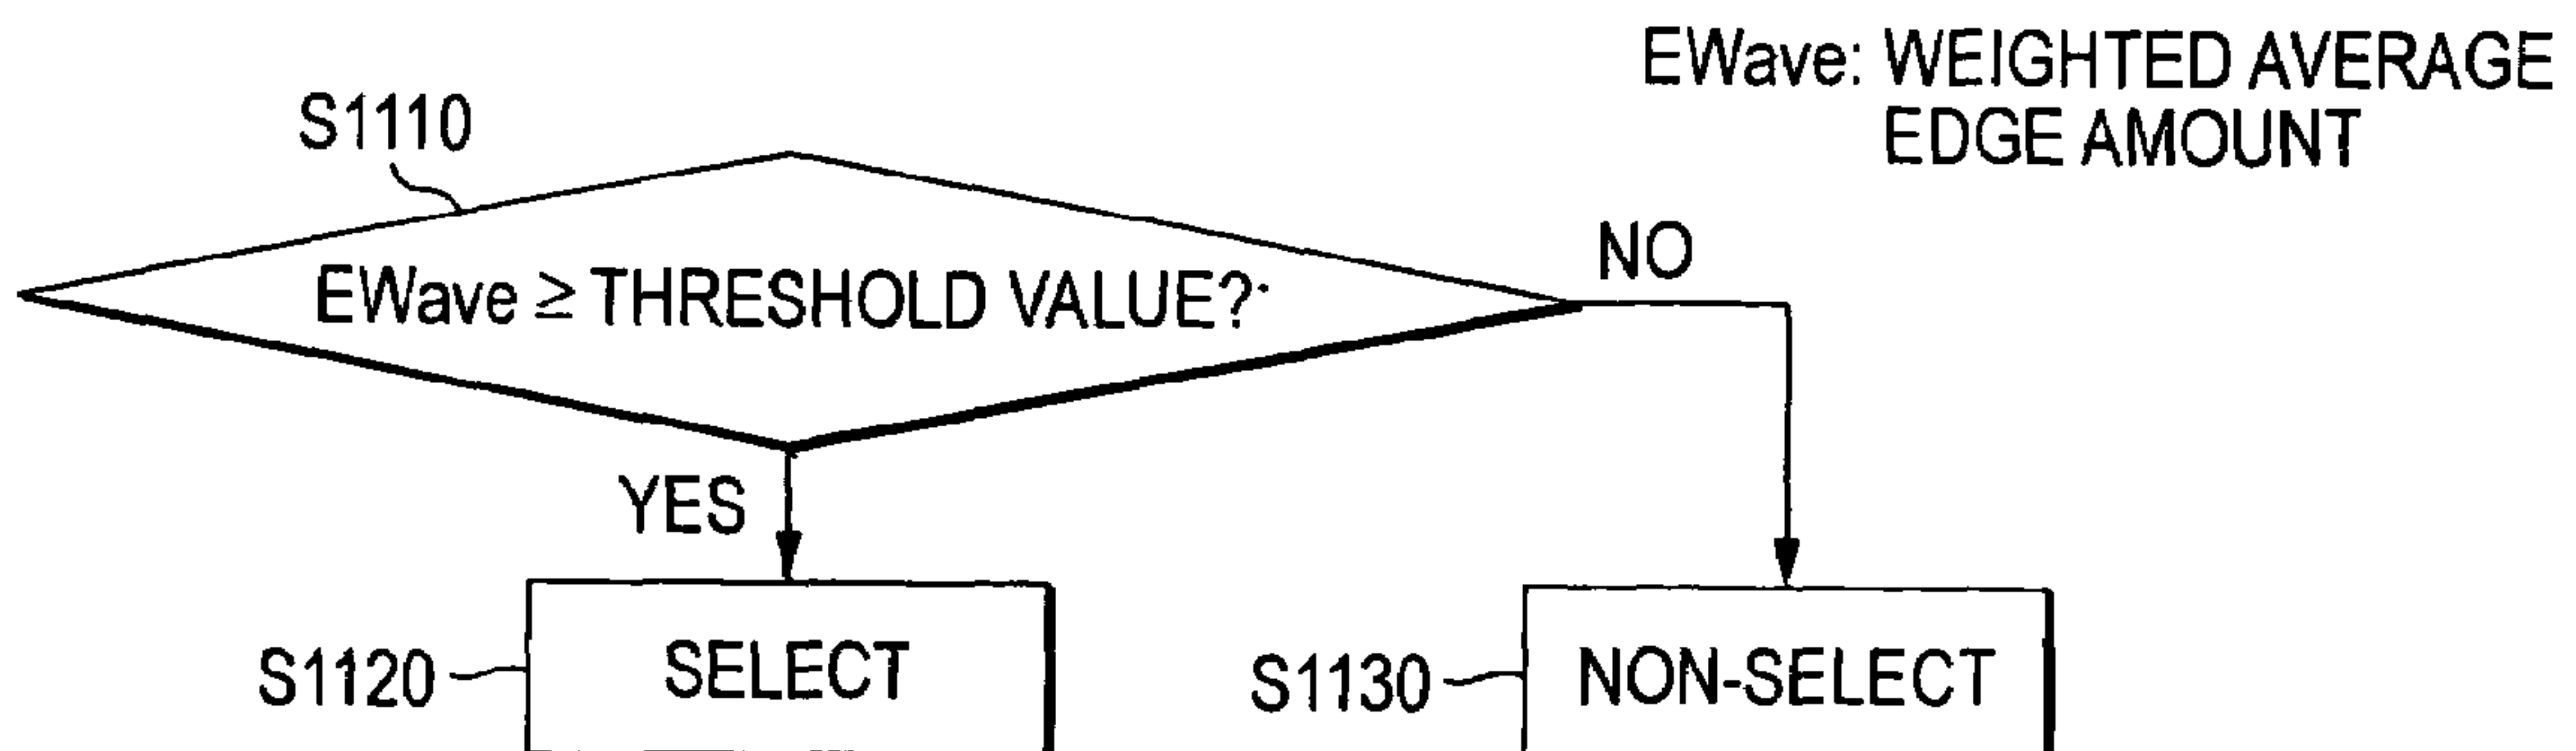 EWave: WEIGHTED AVERAGE
EDGE AMOUNT
S1110
EWave ≥ THRESHOLD VALUE?
NO
YES
S1120
SELECT
S1130
NON-SELECT